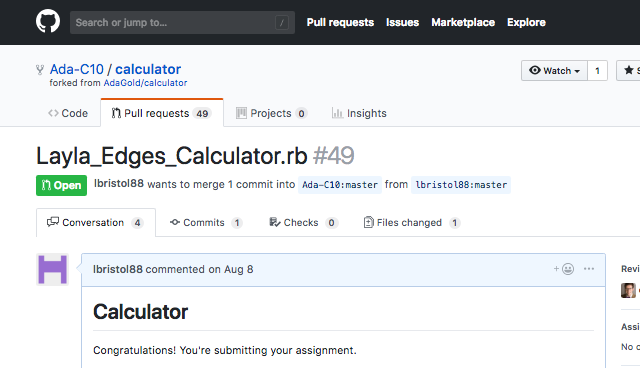 Search or jump to... / Pull requests Issues Marketplace Explore
Ada-C10 / calculator Watch 1
forked from AdaGold/calculator
Code Pull requests 49 Projects 0 Insights
Layla_Edges_Calculator.rb #49
Open lbristol88 wants to merge 1 commit into Ada-C10:master from lbristol88:master
Conversation 4 Commits 1 Checks 0 Files changed 1
lbristol88 commented on Aug 8
Revi
Calculator
Assi
Congratulations! You're submitting your assignment.
No c